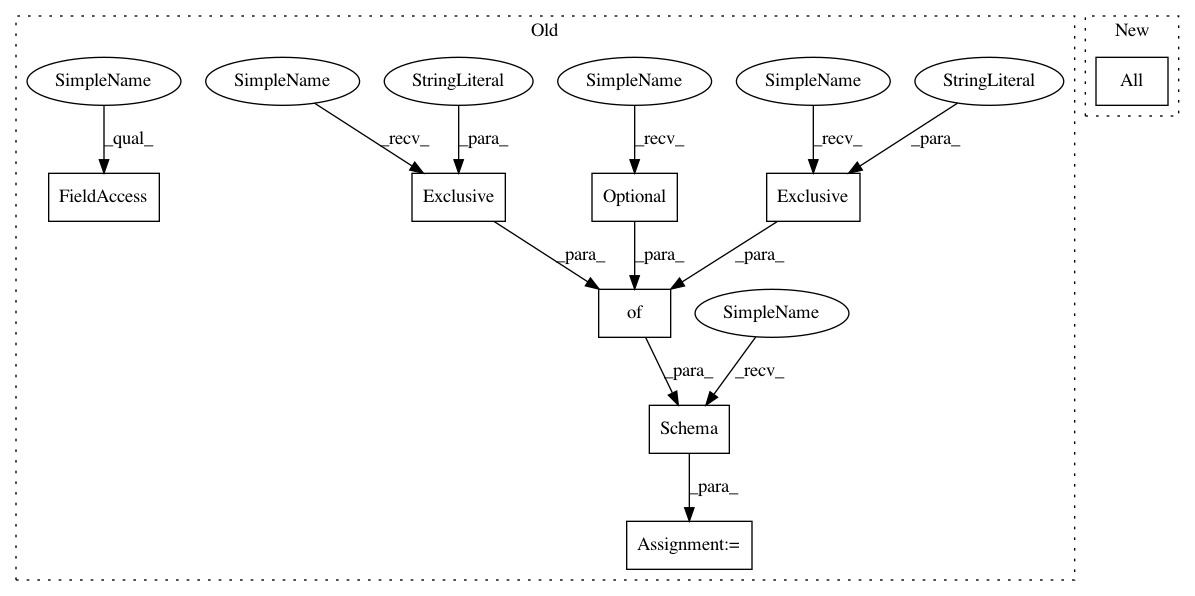 Old
New
SimpleName
SimpleName
StringLiteral
SimpleName
SimpleName
StringLiteral
All
_qual_
_recv_
_para_
_recv_
_recv_
_para_
FieldAccess
Exclusive
Optional
Exclusive
_para_
_para_
_para_
of
SimpleName
_para_
_recv_
Schema
_para_
Assignment:=